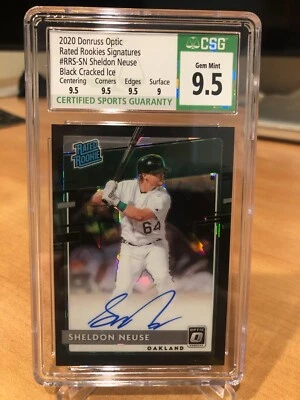 2020 Donruss Optic
Rated Rookies Signatures
#RRS-SN Sheldon Neuse
Black Cracked Ice
Centering Corners Edges Surface
9.5 9.5 9.5 9
CERTIFIED SPORTS GUARANTY
CSG
Gem Mint
9.5
RATED
ROOKIE
64
SHELDON NEUSE
OAKLAND
OPTIC